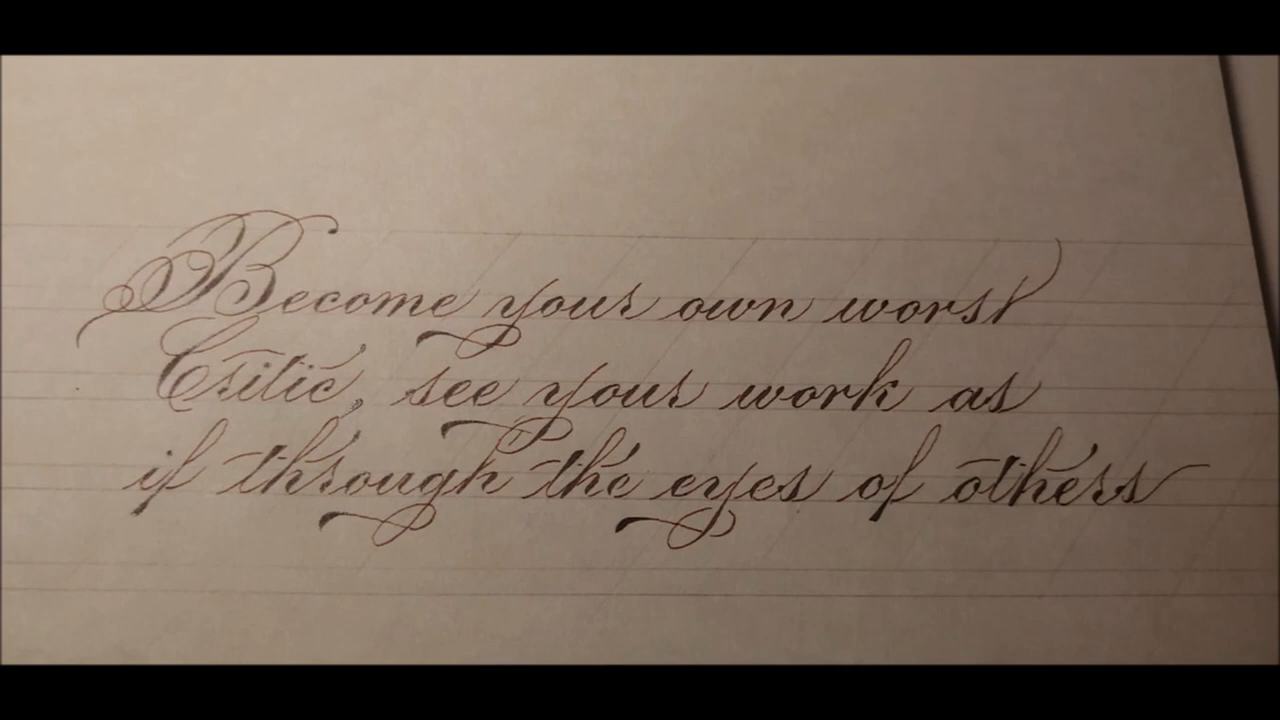 Become your own worst
Critic, see your work as
if through the eyes of others